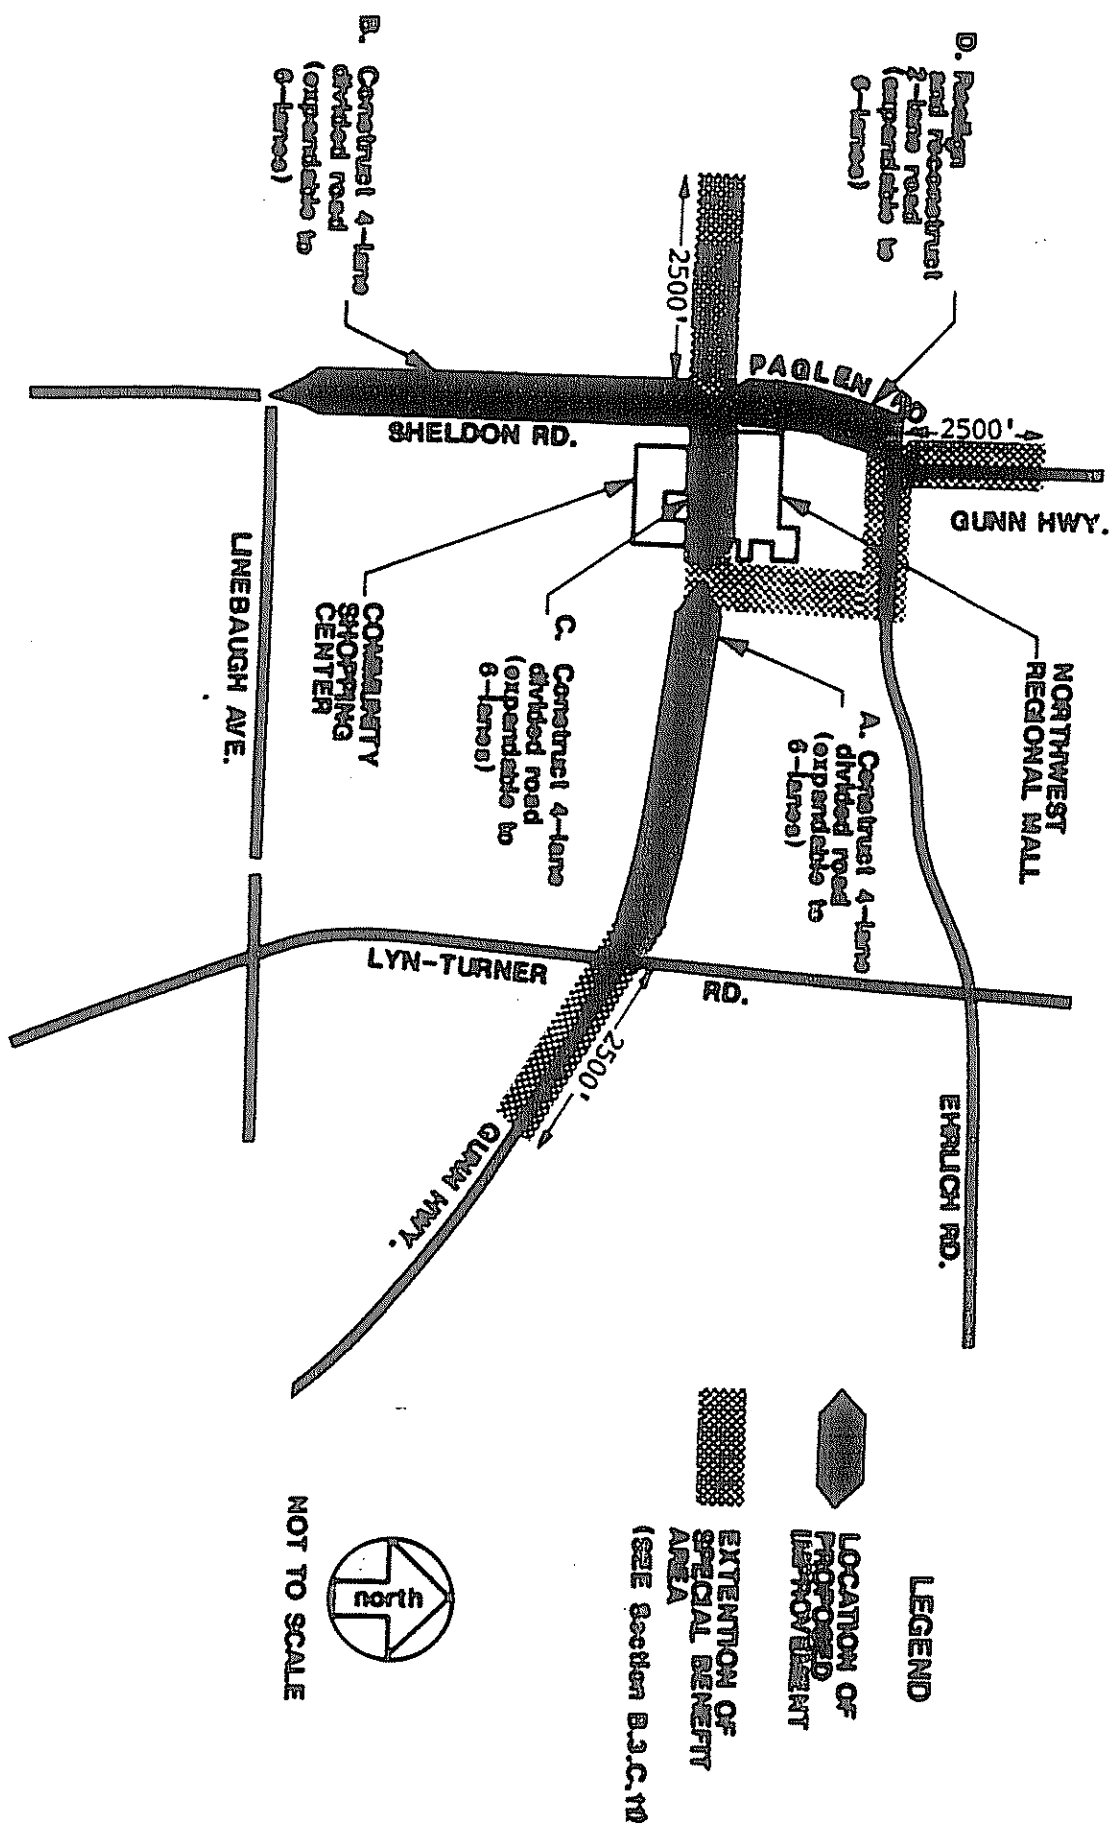 D. Realign
and reconstruct
2-lane road
(expandable to
6-lanes)
B. Construct 4-lane
divided road
(expandable to
6-lanes)
2500'
PAGLEN RD
2500'
GUNN HWY.
SHELDON RD.
NORTHWEST
REGIONAL MALL
A. Construct 4-lane
divided road
(expandable to
6-lanes)
C. Construct 4-lane
divided road
(expandable to
6-lanes)
COMMUNITY
SHOPPING
CENTER
LINEBAUGH AVE.
LYN-TURNER
RD.
2500'
GUNN HWY.
EHRLICH RD.
LEGEND
LOCATION OF
PROPOSED
IMPROVEMENT
EXTENTION OF
SPECIAL BENEFIT
AREA
(SEE Section B.3.C.
north
NOT TO SCALE